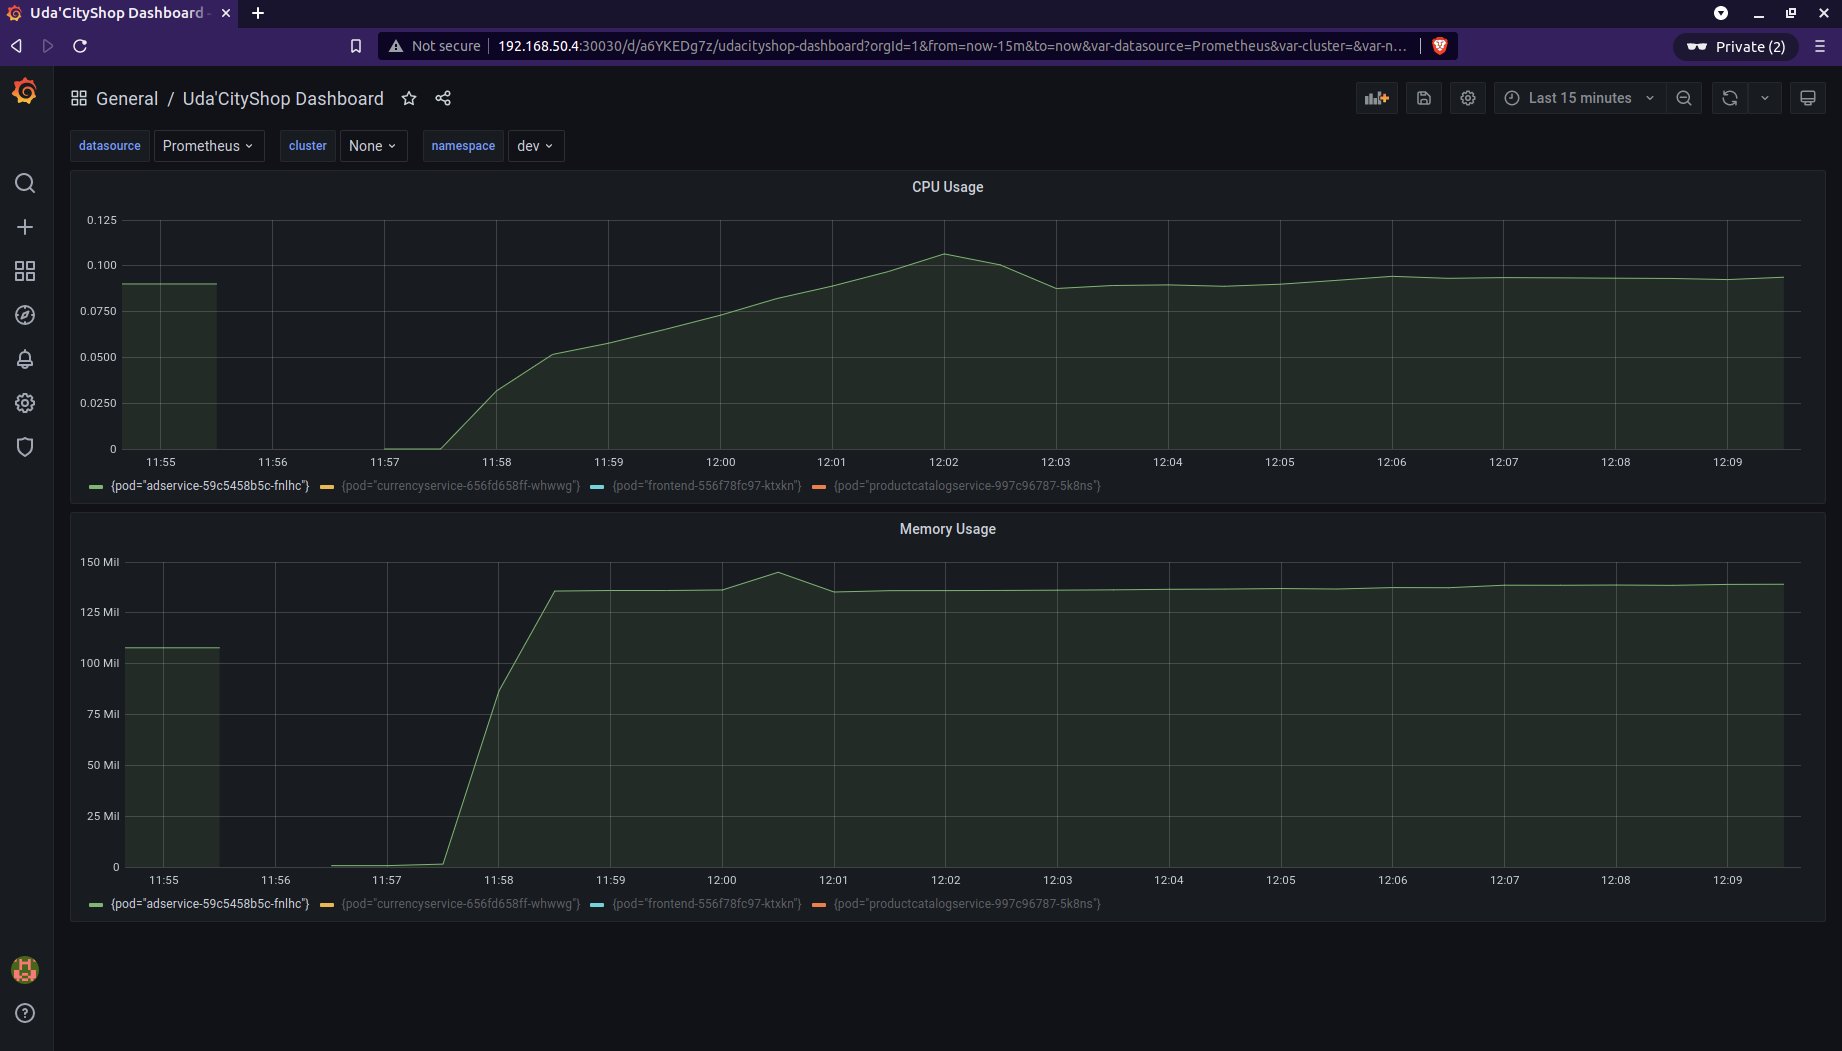 Uda'CityShop Dashboard -
Not secure 192.168.50.4:30030/d/a6YKEDg7z/udacityshop-dashboard?orgId=1&from=now-15m&to=now&var-datasource=Prometheus&var-cluster=&var-n... Private (2)
General / Uda'CityShop Dashboard Last 15 minutes
datasource Prometheus cluster None namespace dev
CPU Usage
0.125
0.100
0.0750
0.0500
0.0250
0
11:55 11:56 11:57 11:58 11:59 12:00 12:01 12:02 12:03 12:04 12:05 12:06 12:07 12:08 12:09
{pod="adservice-59c5458b5c-fnlhc"} {pod="currencyservice-656fd658ff-whwwg"} {pod="frontend-556f78fc97-ktxkn"} {pod="productcatalogservice-997c96787-5k8ns"}
Memory Usage
150 Mil
125 Mil
100 Mil
75 Mil
50 Mil
25 Mil
0
11:55 11:56 11:57 11:58 11:59 12:00 12:01 12:02 12:03 12:04 12:05 12:06 12:07 12:08 12:09
{pod="adservice-59c5458b5c-fnlhc"} {pod="currencyservice-656fd658ff-whwwg"} {pod="frontend-556f78fc97-ktxkn"} {pod="productcatalogservice-997c96787-5k8ns"}